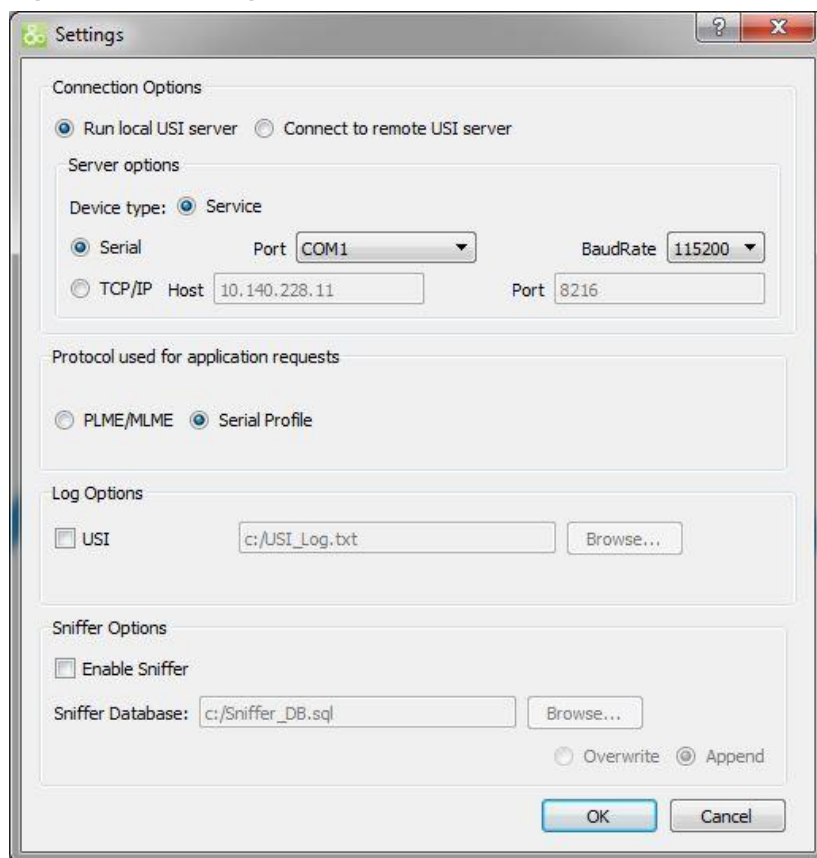 Settings
Connection Options
Run local USI server Connect to remote USI server
Server options
Device type: Service
Serial Port COM1 BaudRate 115200
TCP/IP Host 10.140.228.11 Port 8216
Protocol used for application requests
PLME/MLME Serial Profile
Log Options
USI c:/USI_Log.txt Browse...
Sniffer Options
Enable Sniffer
Sniffer Database: c:/Sniffer_DB.sql Browse...
Overwrite Append
OK Cancel